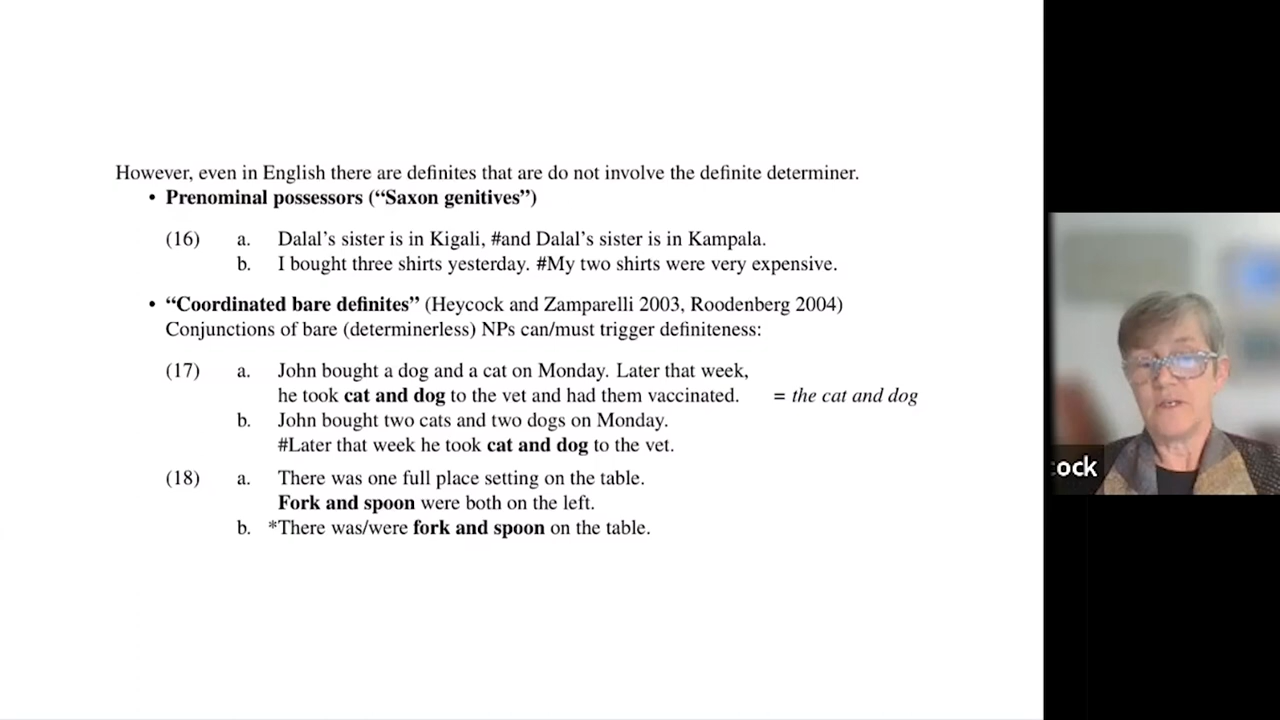 However, even in English there are definites that are do not involve the definite determiner.
• Prenominal possessors (“Saxon genitives”)
(16) a. Dalal’s sister is in Kigali, #and Dalal’s sister is in Kampala.
b. I bought three shirts yesterday. #My two shirts were very expensive.
• “Coordinated bare definites” (Heycock and Zamparelli 2003, Roodenberg 2004)
Conjunctions of bare (determinerless) NPs can/must trigger definiteness:
(17) a. John bought a dog and a cat on Monday. Later that week,
he took cat and dog to the vet and had them vaccinated. = the cat and dog
b. John bought two cats and two dogs on Monday.
#Later that week he took cat and dog to the vet.
(18) a. There was one full place setting on the table.
Fork and spoon were both on the left.
b. *There was/were fork and spoon on the table.
ock